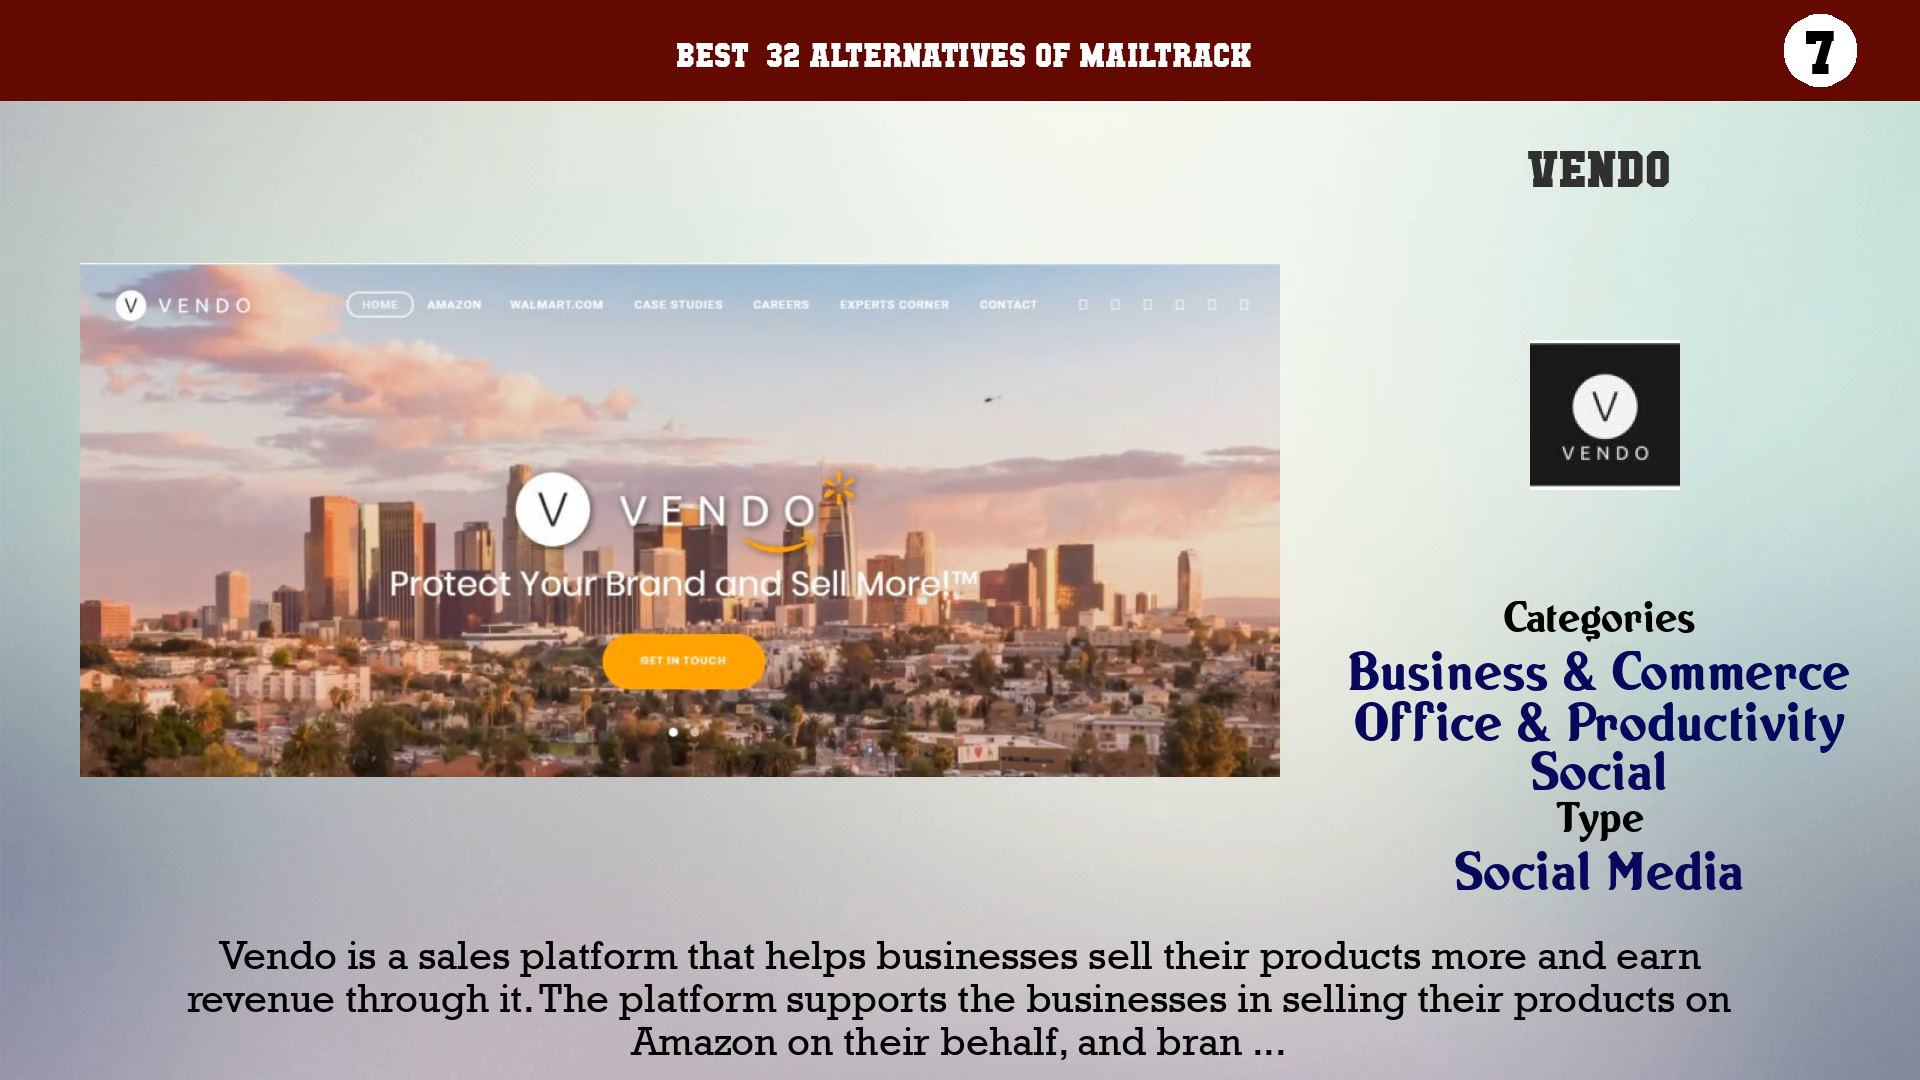 BEST 32 ALTERNATIVES OF MAILTRACK
7
VENDO
V VENDO HOME AMAZON WALMART.COM CASE STUDIES CAREERS EXPERTS CORNER CONTACT
V VENDO
Protect Your Brand and Sell More!™
GET IN TOUCH
V
VENDO
Categories
Business & Commerce
Office & Productivity
Social
Type
Social Media
Vendo is a sales platform that helps businesses sell their products more and earn
revenue through it. The platform supports the businesses in selling their products on
Amazon on their behalf, and bran ...